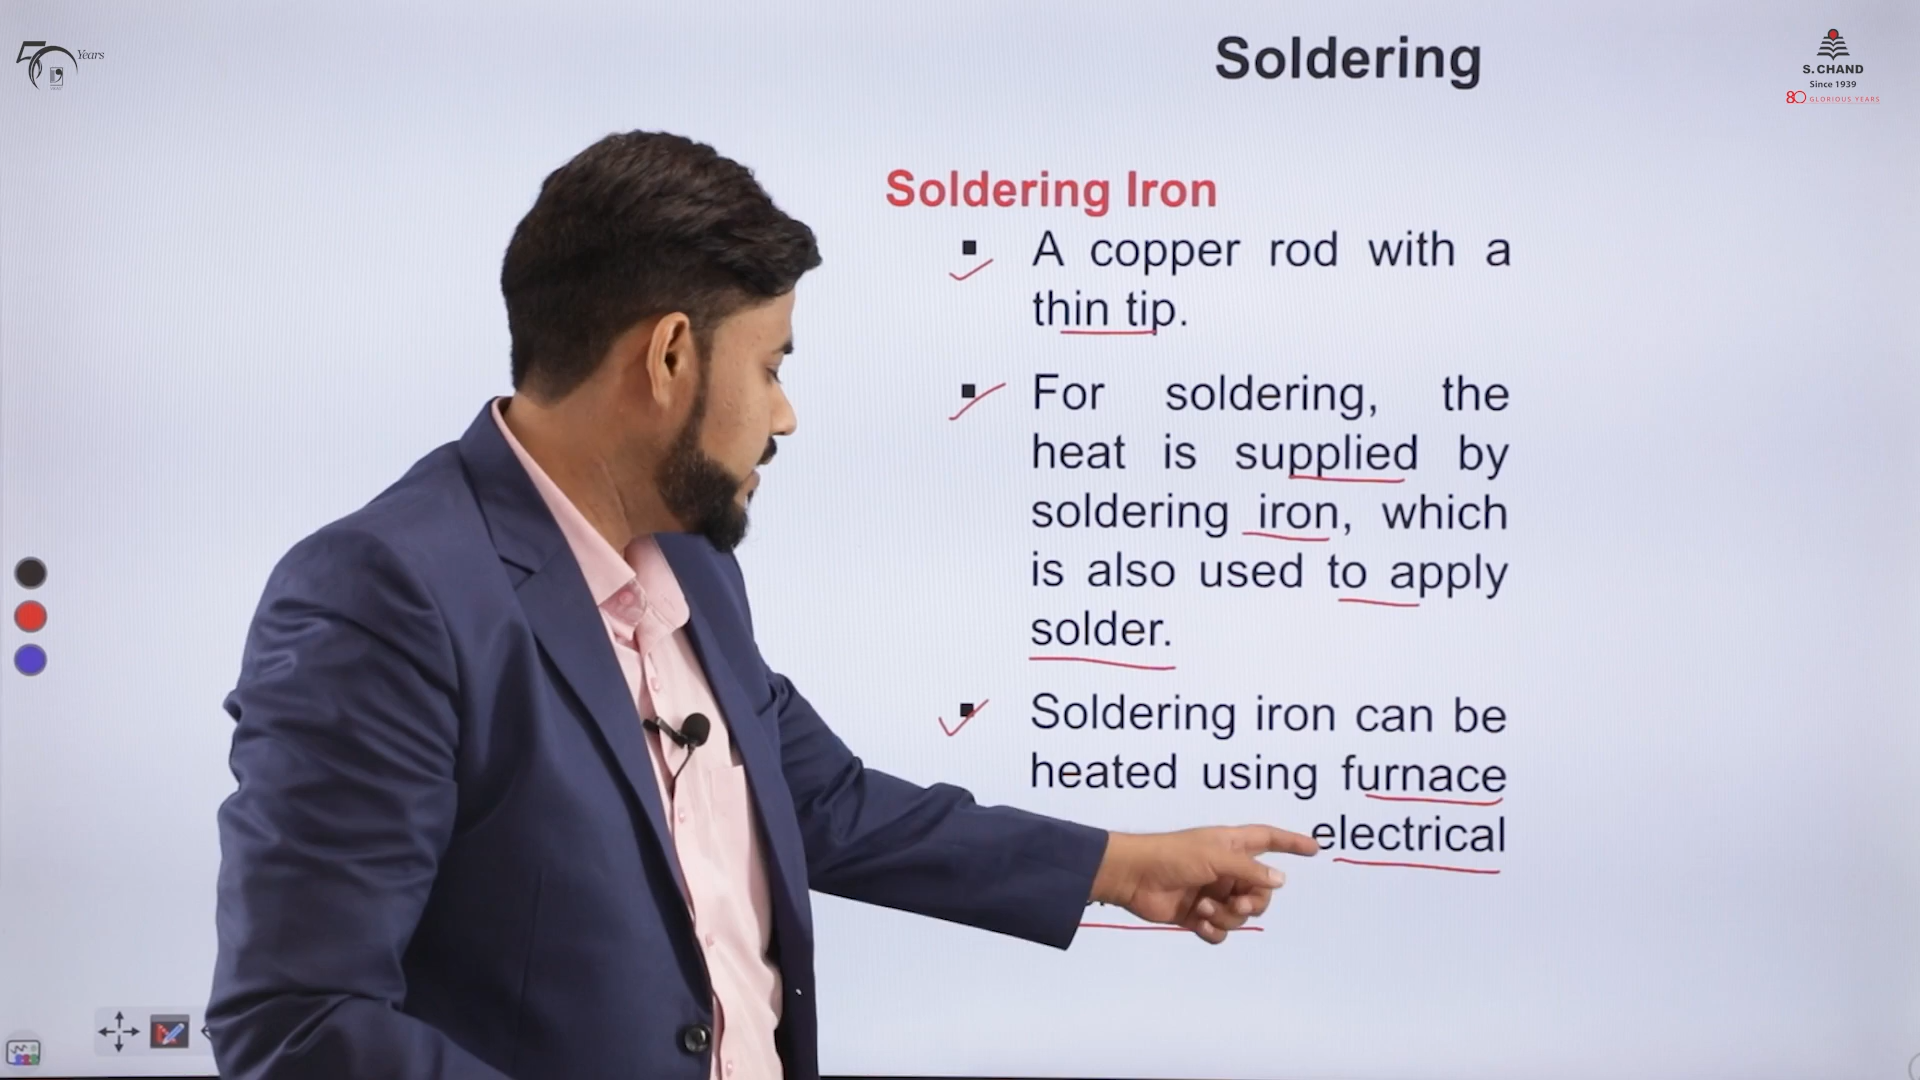 50 Years
Soldering
S. CHAND
Since 1939
80 GLORIOUS YEARS
Soldering Iron
A copper rod with a
thin tip.
For soldering, the
heat is supplied by
soldering iron, which
is also used to apply
solder.
Soldering iron can be
heated using furnace
electrical